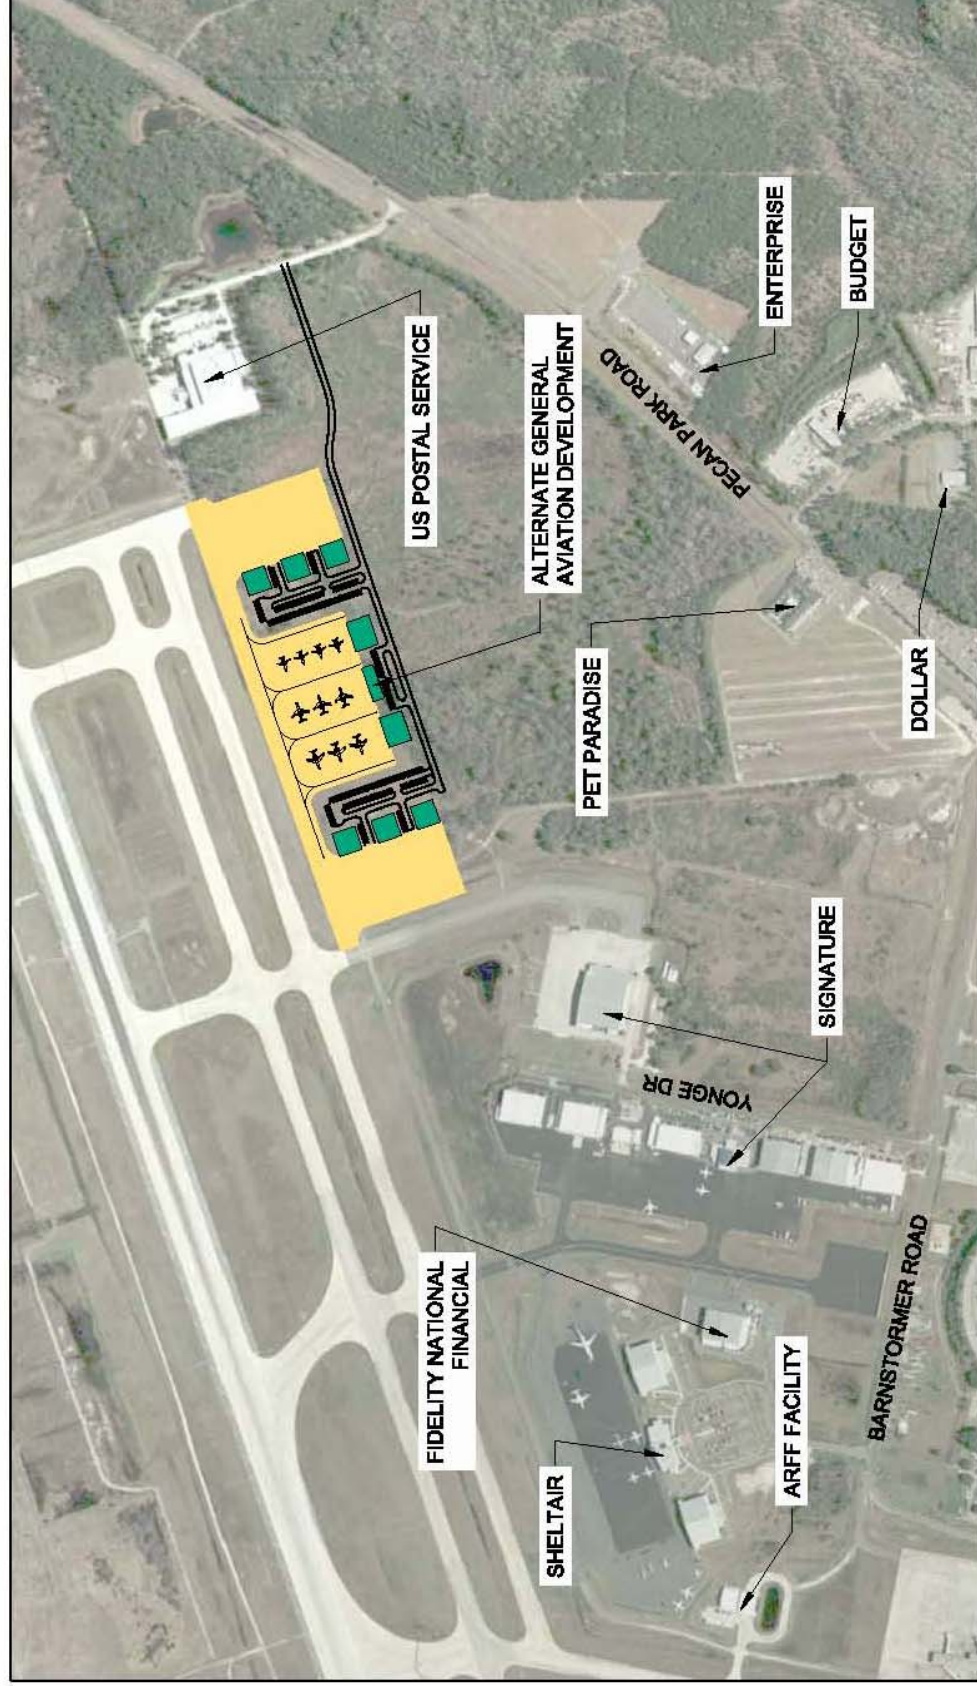 US POSTAL SERVICE
ALTERNATE GENERAL
AVIATION DEVELOPMENT
PECAN PARK ROAD
ENTERPRISE
BUDGET
PET PARADISE
DOLLAR
SIGNATURE
YONGE DR
FIDELITY NATIONAL
FINANCIAL
SHELTAIR
ARFF FACILITY
BARNSTORMER ROAD